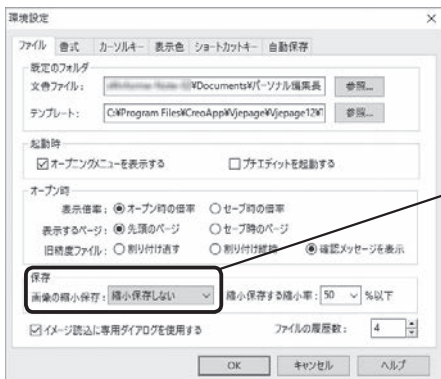 環境設定
ファイル 書式 カーソルキー 表示色 ショートカットキー 自動保存
既定のフォルダ
文書ファイル: ¥Documents¥パーソナル編集長 参照...
テンプレート: C:¥Program Files¥CreoApp¥Vjepage¥Vjepage12¥ 参照...
起動時
オープニングメニューを表示する プチエディットを起動する
オープン時
表示倍率: オープン時の倍率 セーブ時の倍率
表示するページ: 先頭のページ セーブ時のページ
旧精度ファイル: 割り付け直す 割り付け継続 確認メッセージを表示
保存
画像の縮小保存: 縮小保存しない 縮小保存する縮小率: 50 %以下
イメージ読込に専用ダイアログを使用する ファイルの履歴数: 4
OK キャンセル ヘルプ